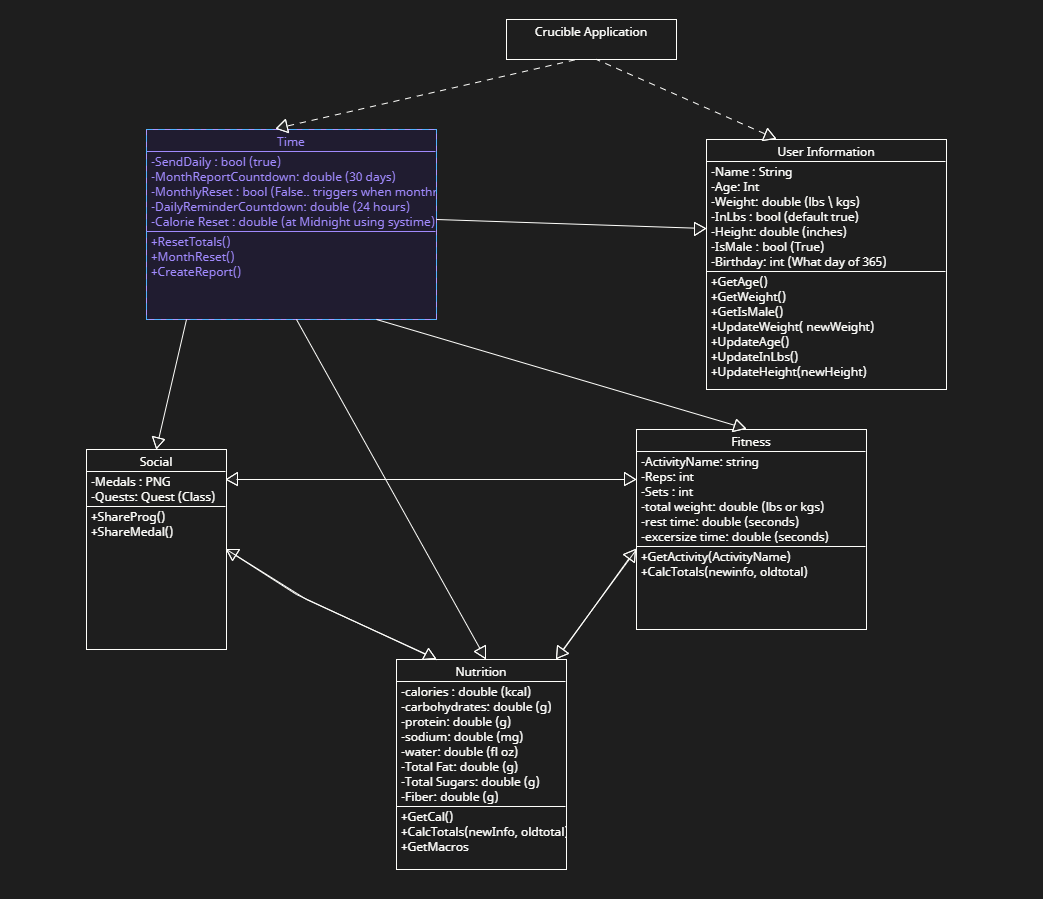 Crucible Application
Time
-SendDaily : bool (true)
-MonthReportCountdown: double (30 days)
-MonthlyReset : bool (False.. triggers when month
-DailyReminderCountdown: double (24 hours)
-Calorie Reset : double (at Midnight using systime)
+ResetTotals()
+MonthReset()
+CreateReport()
User Information
-Name : String
-Age: Int
-Weight: double (lbs \ kgs)
-InLbs : bool (default true)
-Height: double (inches)
-IsMale : bool (True)
-Birthday: int (What day of 365)
+GetAge()
+GetWeight()
+GetIsMale()
+UpdateWeight( newWeight)
+UpdateAge()
+UpdateInLbs()
+UpdateHeight(newHeight)
Social
-Medals : PNG
-Quests: Quest (Class)
+ShareProg()
+ShareMedal()
Fitness
-ActivityName: string
-Reps: int
-Sets : int
-total weight: double (lbs or kgs)
-rest time: double (seconds)
-excersize time: double (seconds)
+GetActivity(ActivityName)
+CalcTotals(newinfo, oldtotal)
Nutrition
-calories : double (kcal)
-carbohydrates: double (g)
-protein: double (g)
-sodium: double (mg)
-water: double (fl oz)
-Total Fat: double (g)
-Total Sugars: double (g)
-Fiber: double (g)
+GetCal()
+CalcTotals(newInfo, oldtotal
+GetMacros